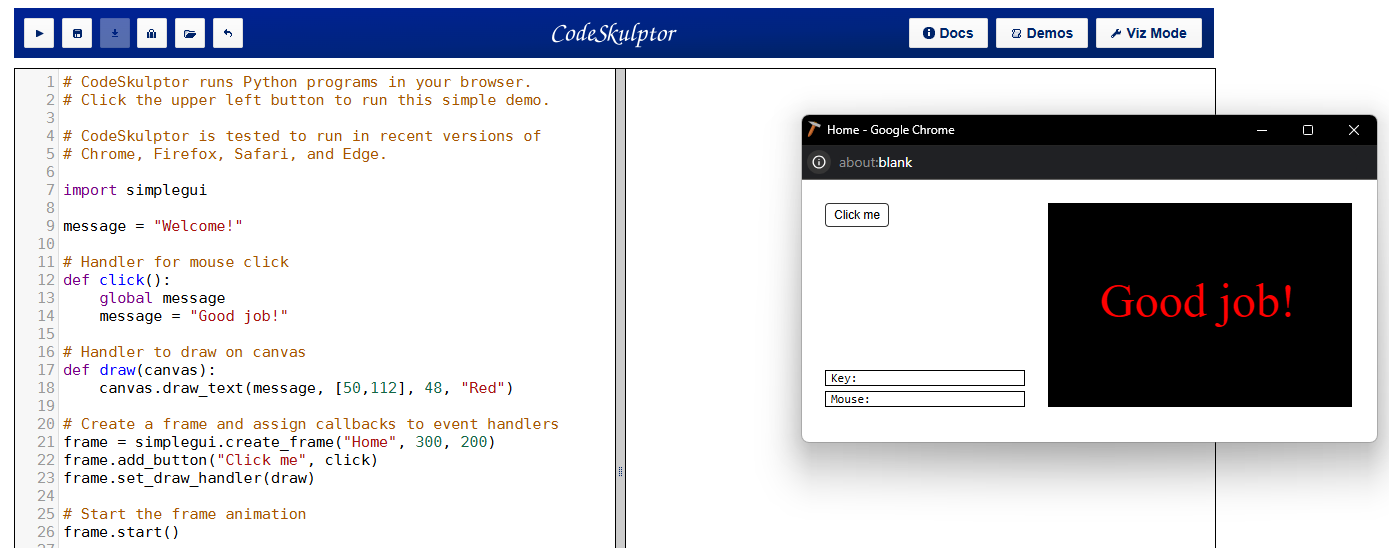 CodeSkulptor
Docs
Demos
Viz Mode
1 # CodeSkulptor runs Python programs in your browser.
2 # Click the upper left button to run this simple demo.
3
4 # CodeSkulptor is tested to run in recent versions of
5 # Chrome, Firefox, Safari, and Edge.
6
7 import simplegui
8
9 message = "Welcome!"
10
11 # Handler for mouse click
12 def click():
13     global message
14     message = "Good job!"
15
16 # Handler to draw on canvas
17 def draw(canvas):
18     canvas.draw_text(message, [50,112], 48, "Red")
19
20 # Create a frame and assign callbacks to event handlers
21 frame = simplegui.create_frame("Home", 300, 200)
22 frame.add_button("Click me", click)
23 frame.set_draw_handler(draw)
24
25 # Start the frame animation
26 frame.start()
27
Home - Google Chrome
about:blank
Click me
Good job!
Key:
Mouse: